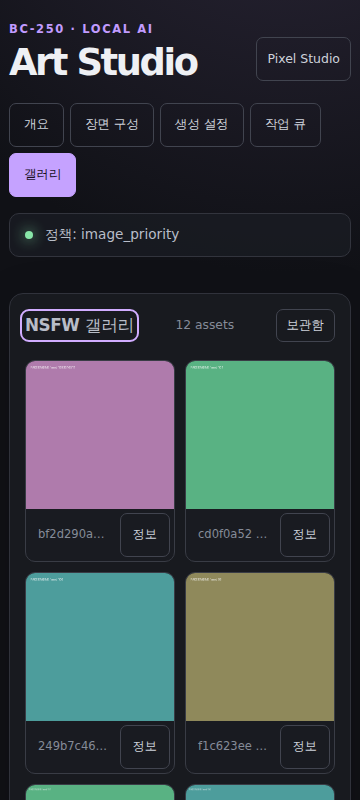 BC-250 · LOCAL AI
Art Studio
Pixel Studio
개요
장면 구성
생성 설정
작업 큐
갤러리
정책: image_priority
NSFW 갤러리
12 assets
보관함
bf2d290a…
정보
cd0f0a52 …
정보
249b7c46…
정보
f1c623ee …
정보